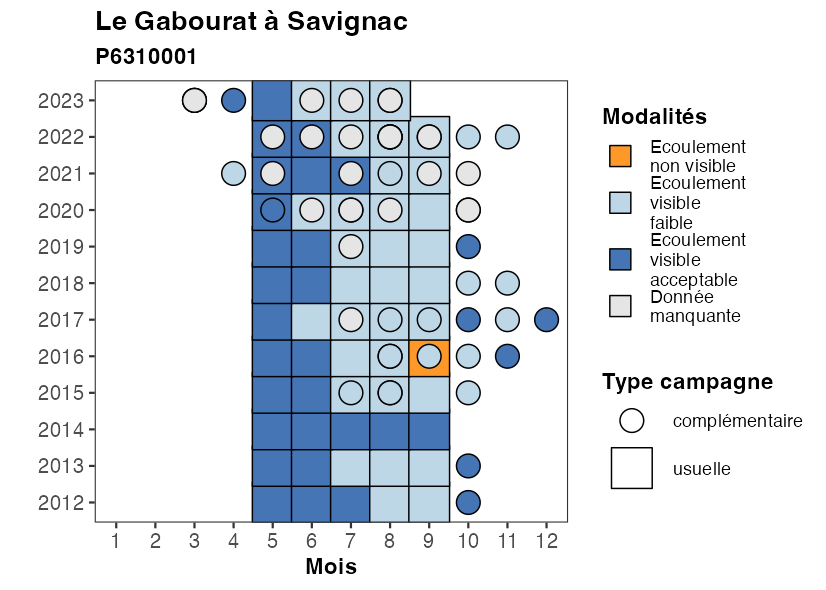 Le Gabourat à Savignac
P6310001
2023
2022
2021
2020
2019
2018
2017
2016
2015
2014
2013
2012
1 2 3 4 5 6 7 8 9 10 11 12
Mois
Modalités
Ecoulement
non visible
Ecoulement
visible
faible
Ecoulement
visible
acceptable
Donnée
manquante
Type campagne
complémentaire
usuelle